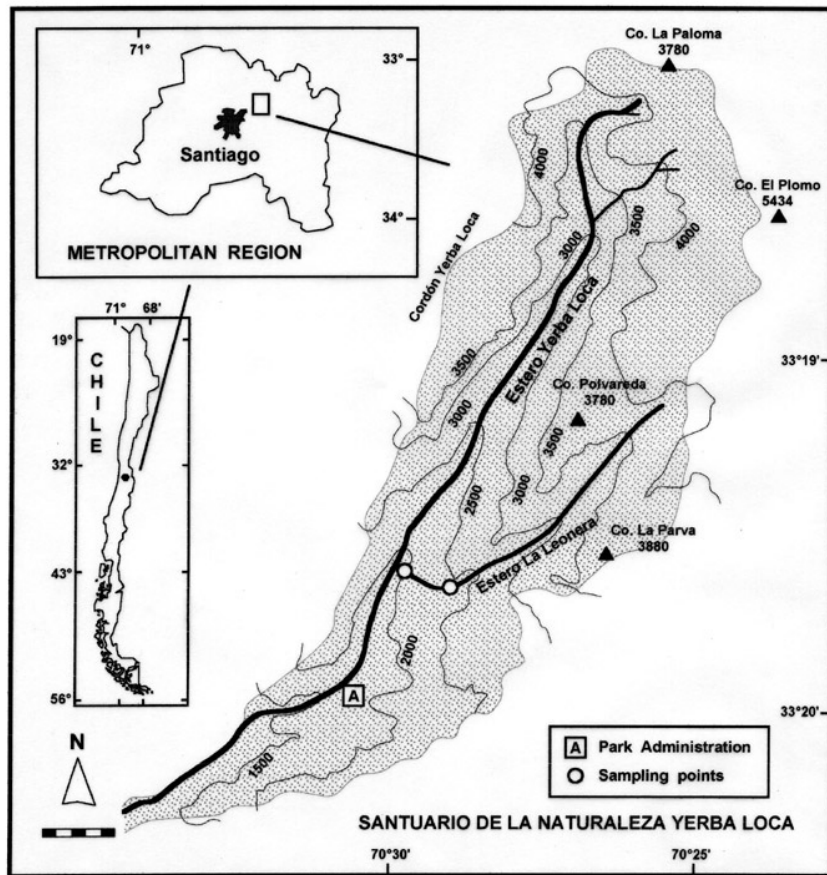 71°
33°
Santiago
34°
METROPOLITAN REGION
Co. La Paloma
3780
Co. El Plomo
5434
4000
3500
4000
3000
Cordón Yerba Loca
Estero Yerba Loca
71° 68'
19°
CHILE
32°
43°
56°
33°19
3500
3000
Co. Polvareda
3780
3500
2500
3000
Co. La Parva
3880
Estero La Leonera
2000
A
1500
33°20
N
A Park Administration
Sampling points
SANTUARIO DE LA NATURALEZA YERBA LOCA
70°30'
70°25'